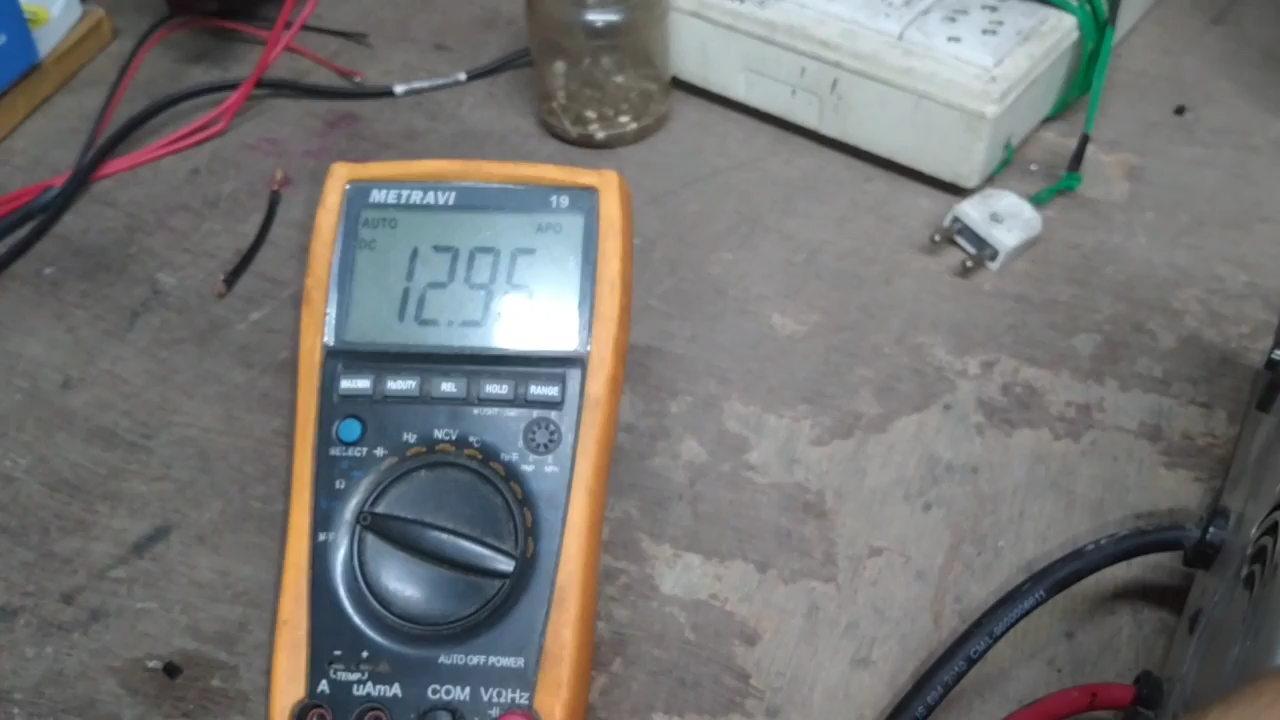 METRAVI 19
AUTO APO
DC
12.95
MAX/MIN Hz/DUTY REL HOLD RANGE
Hz NCV °C
SELECT
Ω
- +
TEMP
AUTO OFF POWER
A uAmA COM VΩHz